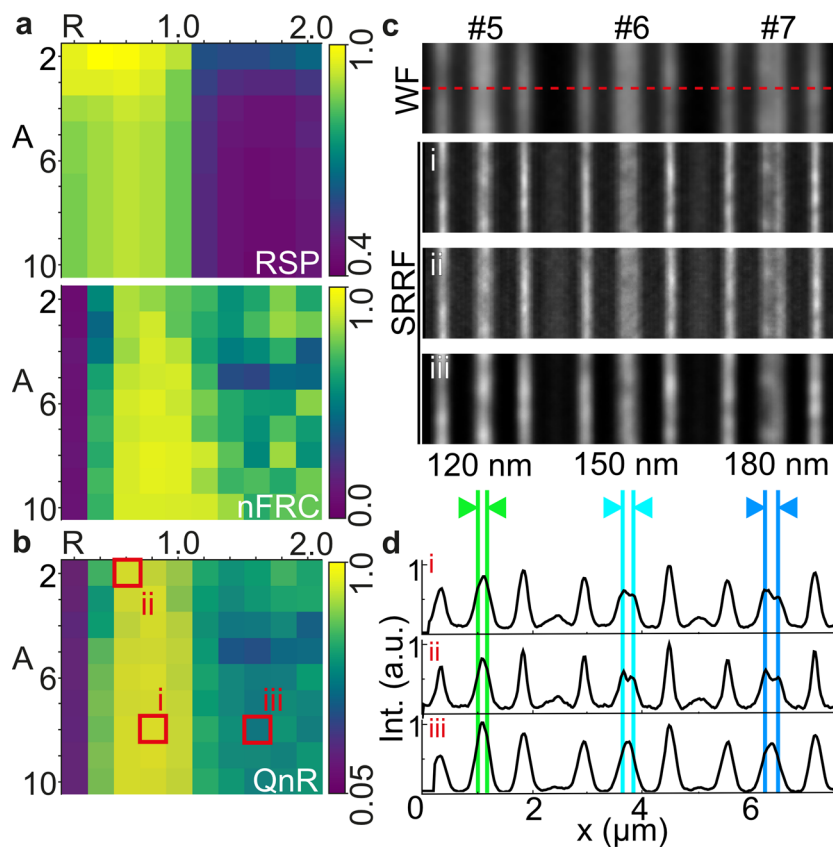 a
R 1.0 2.0
2
A
6
10
RSP
1.0
0.4
2
A
6
10
nFRC
1.0
0.0
b
R 1.0 2.0
2
A
6
10
ii
i
iii
QnR
1.0
0.05
c
#5 #6 #7
WF
SRRF
i
ii
iii
120 nm 150 nm 180 nm
d
Int. (a.u.)
1
i
1
ii
1
iii
0 2 4 6
x (μm)